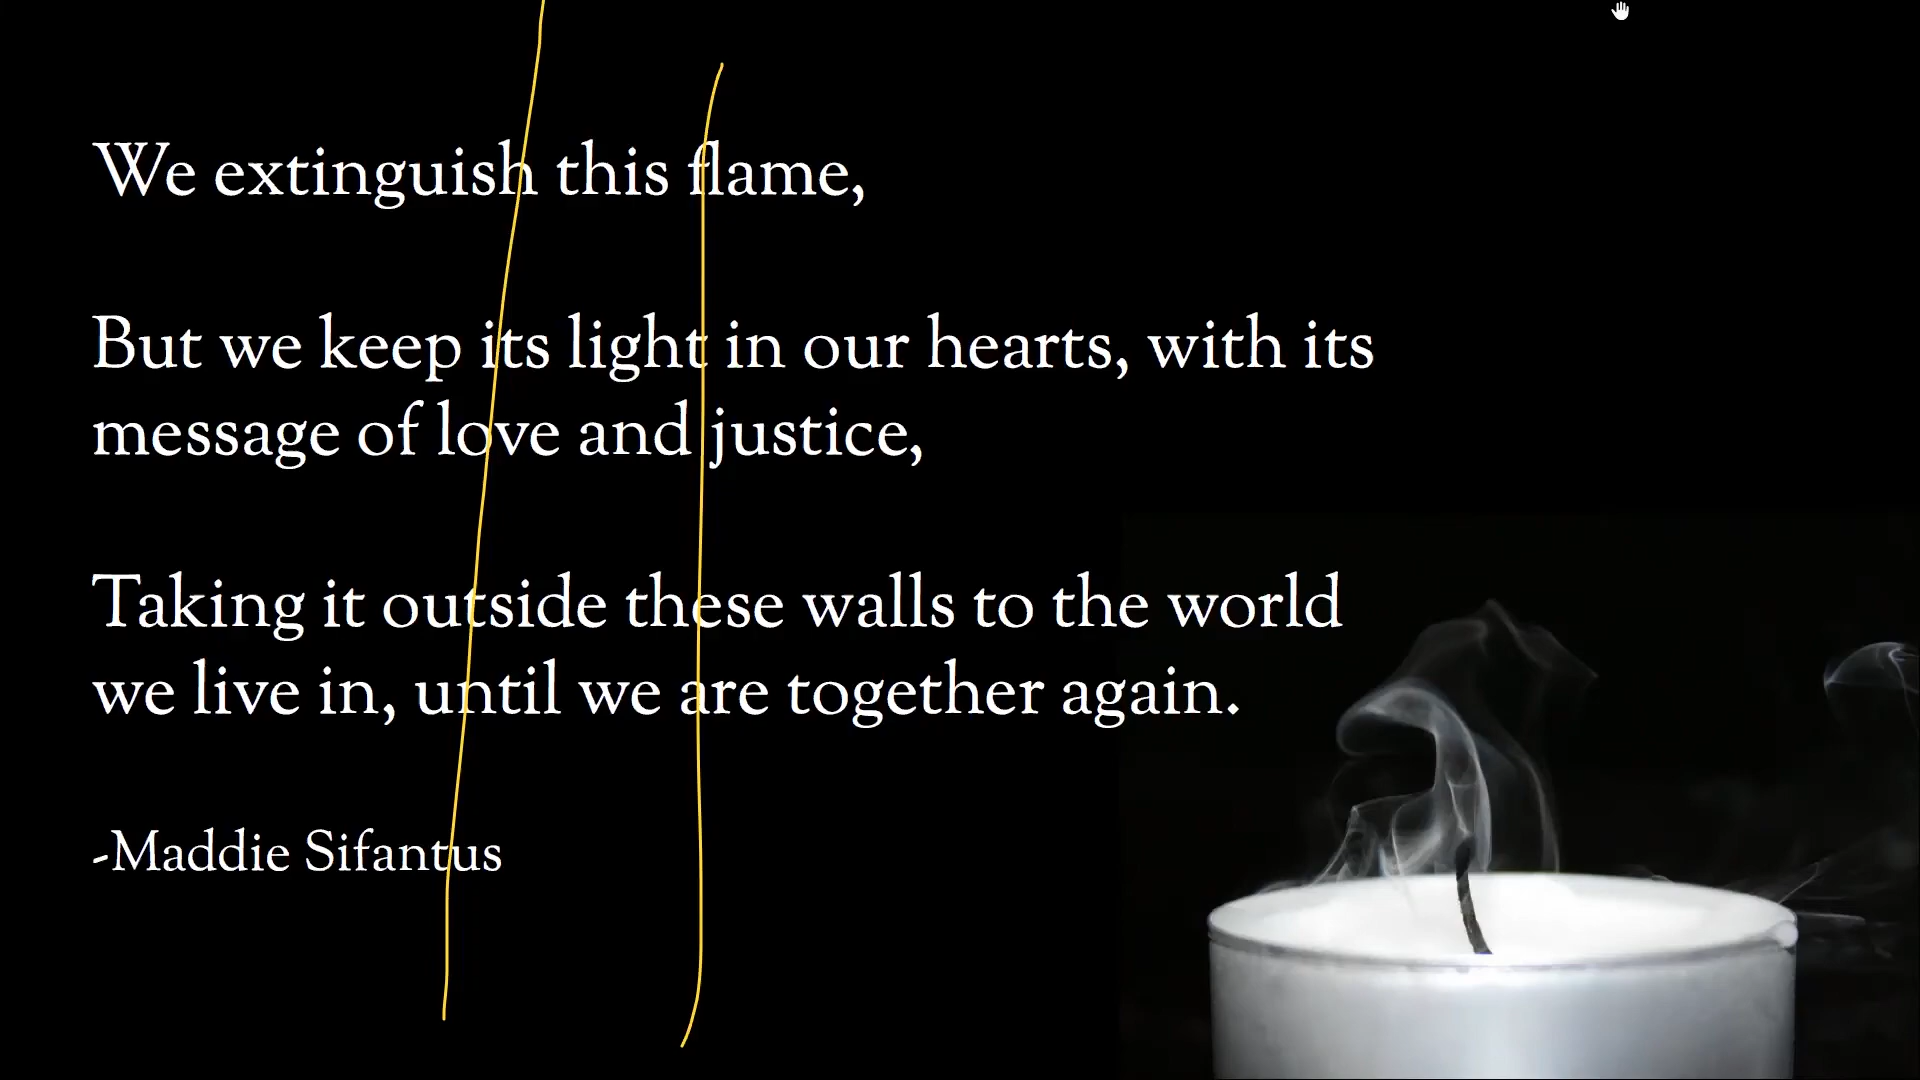 We extinguish this flame,
But we keep its light in our hearts, with its
message of love and justice,
Taking it outside these walls to the world
we live in, until we are together again.
-Maddie Sifantus